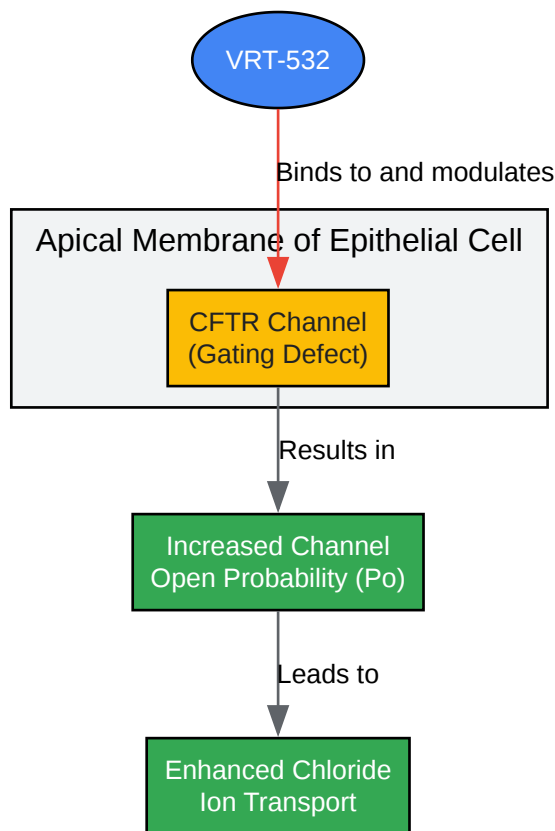 VRT-532
Binds to and modulates
Apical Membrane of Epithelial Cell
CFTR Channel
(Gating Defect)
Results in
Increased Channel
Open Probability (Po)
Leads to
Enhanced Chloride
Ion Transport